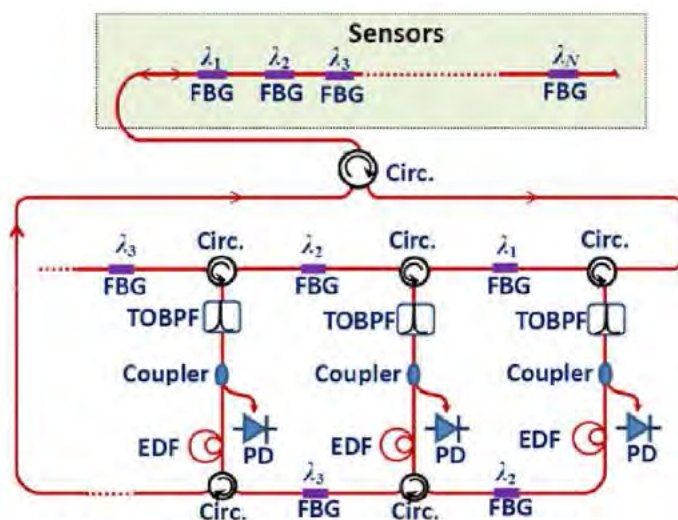 Sensors
λ1 λ2 λ3 λN
FBG FBG FBG FBG
Circ.
λ3 Circ. λ2 Circ. λ1 Circ.
FBG FBG FBG
TOBPF TOBPF TOBPF
Coupler Coupler Coupler
EDF PD EDF PD EDF PD
λ3 λ2
Circ. FBG Circ. FBG